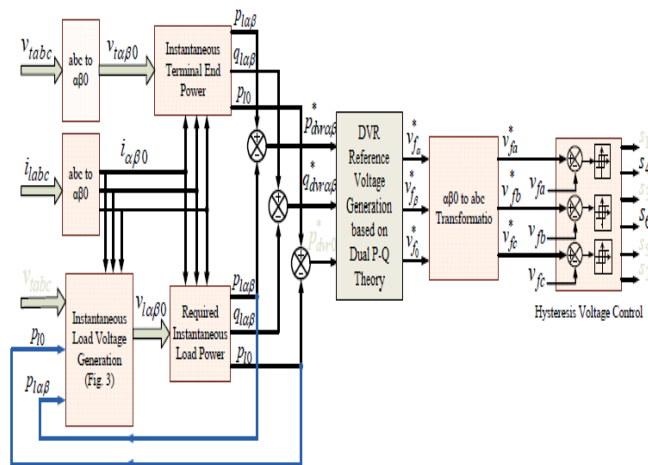 v_tabc
abc to
αβ0
v_tαβ0
Instantaneous
Terminal End
Power
p_lαβ
q_lαβ
p_l0
i_labc
abc to
αβ0
i_αβ0
p*_dvrαβ
q*_dvrαβ
p*_dvr0
DVR
Reference
Voltage
Generation
based on
Dual P-Q
Theory
v*_fα
v*_fβ
v*_f0
αβ0 to abc
Transformatio
v*_fa
v*_fb
v*_fc
v_fa
v_fb
v_fc
s_4
s_6
Hysteresis Voltage Control
v_tabc
p_l0
p_lαβ
Instantaneous
Load Voltage
Generation
(Fig. 3)
v_lαβ0
Required
Instantaneous
Load Power
p_lαβ
q_lαβ
p_l0